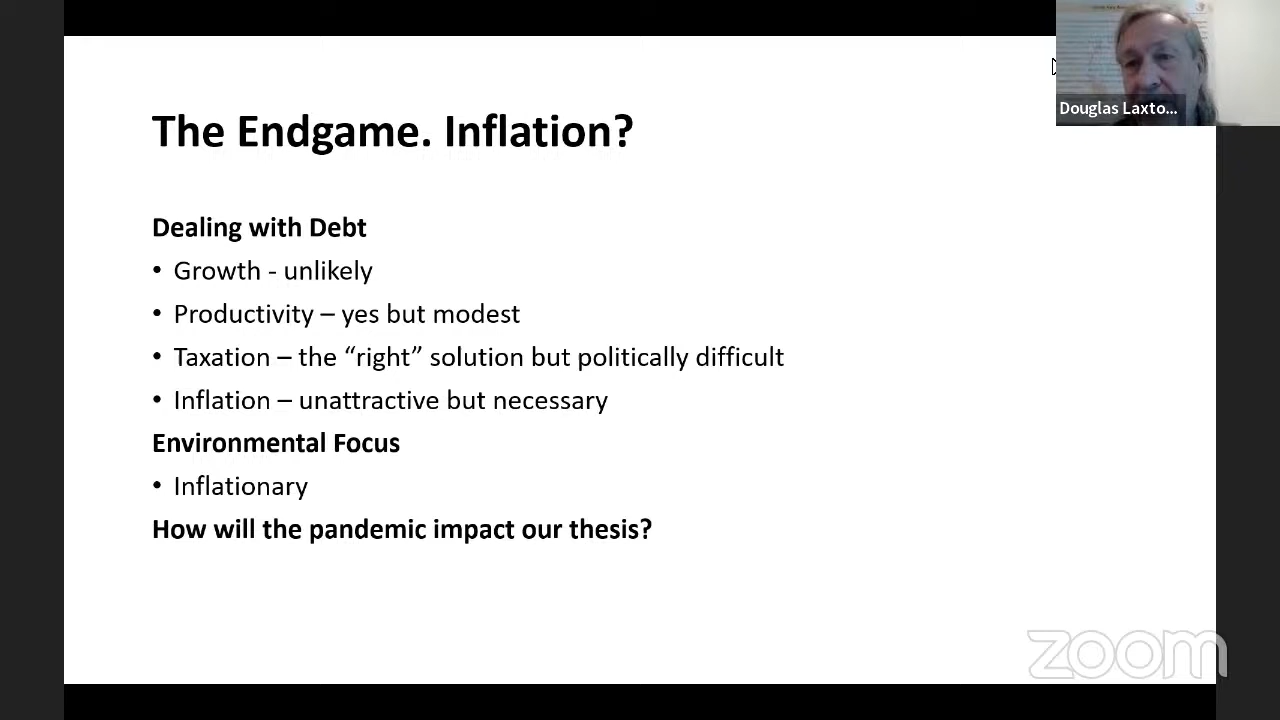 The Endgame. Inflation?
Douglas Laxto...
Dealing with Debt
• Growth - unlikely
• Productivity – yes but modest
• Taxation – the “right” solution but politically difficult
• Inflation – unattractive but necessary
Environmental Focus
• Inflationary
How will the pandemic impact our thesis?
zoom